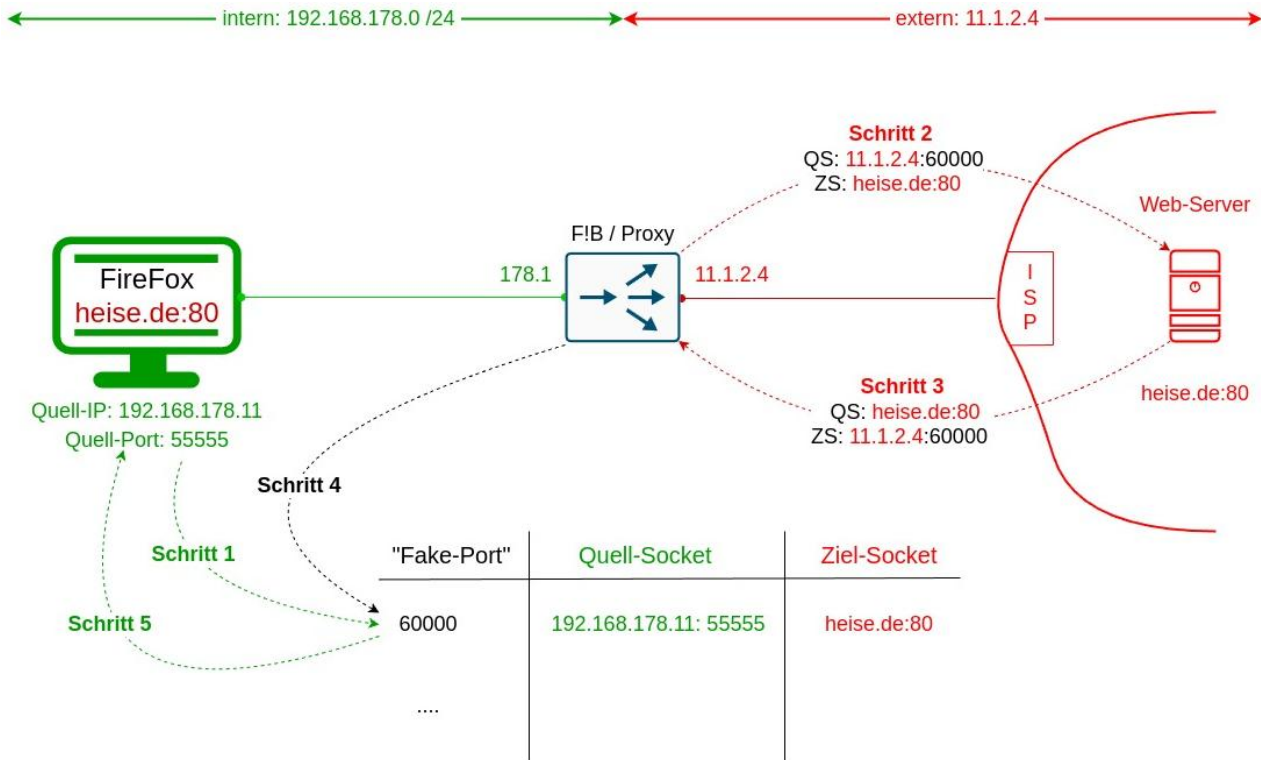 intern: 192.168.178.0 /24
extern: 11.1.2.4
Schritt 2
QS: 11.1.2.4:60000
ZS: heise.de:80
Web-Server
F!B / Proxy
FireFox
heise.de:80
178.1
11.1.2.4
I
S
P
Quell-IP: 192.168.178.11
Quell-Port: 55555
Schritt 3
QS: heise.de:80
ZS: 11.1.2.4:60000
heise.de:80
Schritt 4
Schritt 1
Schritt 5
"Fake-Port" Quell-Socket Ziel-Socket
60000 192.168.178.11: 55555 heise.de:80
....